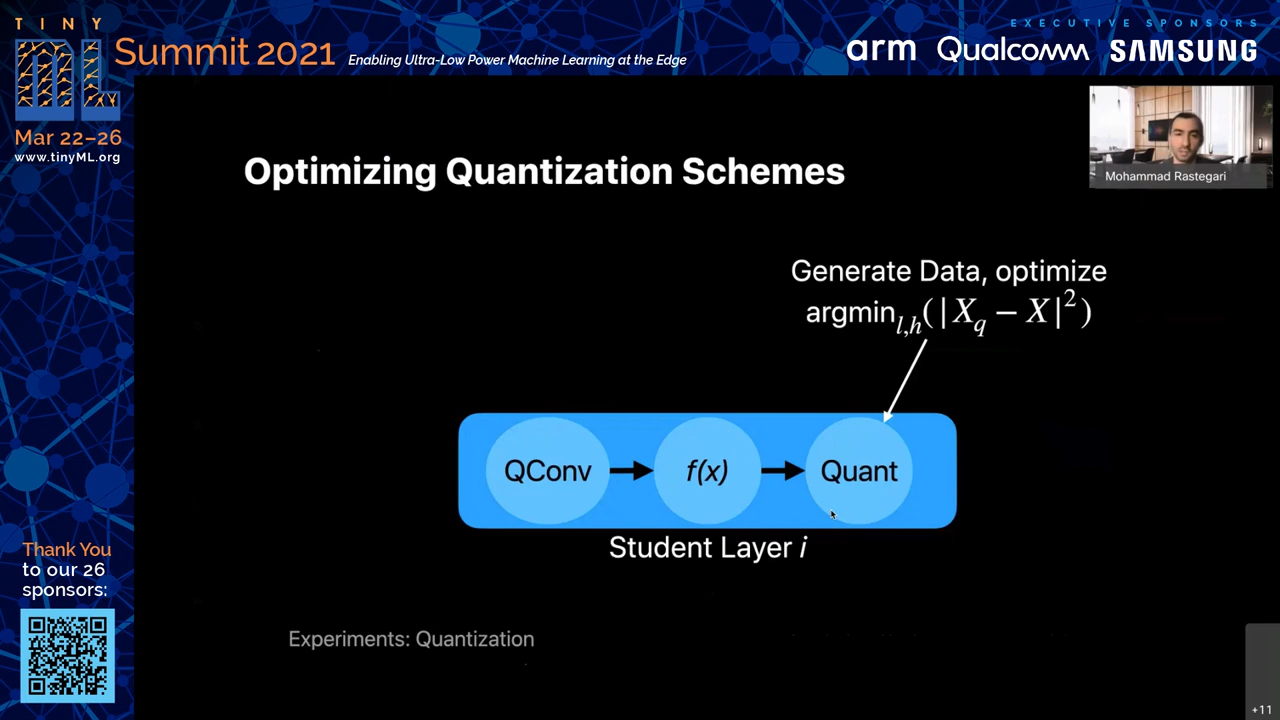 TINY
ML
Summit 2021
Enabling Ultra-Low Power Machine Learning at the Edge
EXECUTIVE SPONSORS
arm Qualcomm SAMSUNG
Mar 22–26
www.tinyML.org
Mohammad Rastegari
Optimizing Quantization Schemes
Generate Data, optimize
argmin_{l,h}(|X_q − X|²)
QConv
f(x)
Quant
Student Layer i
Thank You
to our 26
sponsors:
Experiments: Quantization
+11